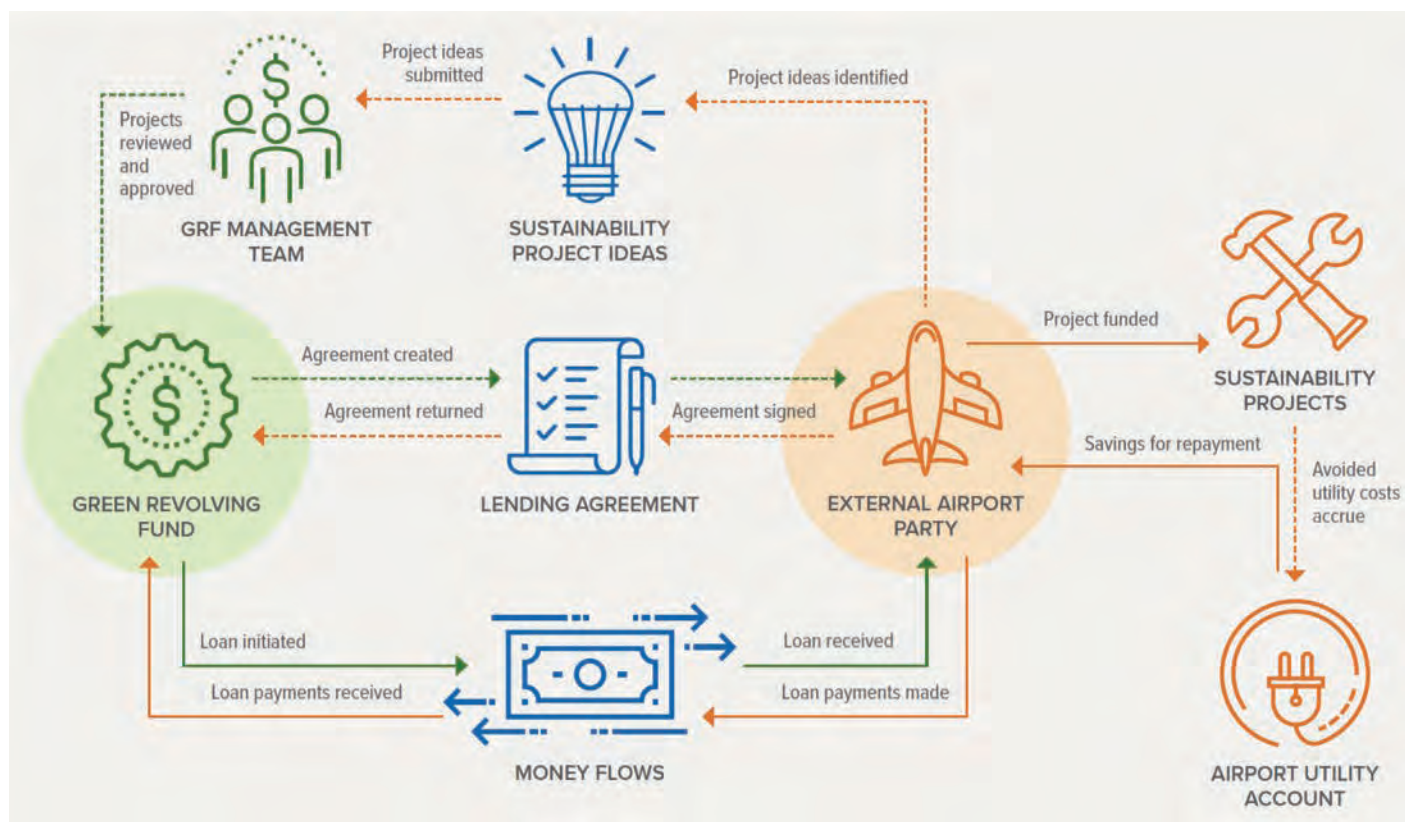 Project ideas
submitted
Project ideas identified
Projects
reviewed
and
approved
$
GRF MANAGEMENT
TEAM
SUSTAINABILITY
PROJECT IDEAS
Project funded
SUSTAINABILITY
PROJECTS
Agreement created
Agreement returned
Agreement signed
$
Savings for repayment
Avoided
utility costs
accrue
GREEN REVOLVING
FUND
LENDING AGREEMENT
EXTERNAL AIRPORT
PARTY
Loan initiated
Loan received
Loan payments received
Loan payments made
MONEY FLOWS
AIRPORT UTILITY
ACCOUNT